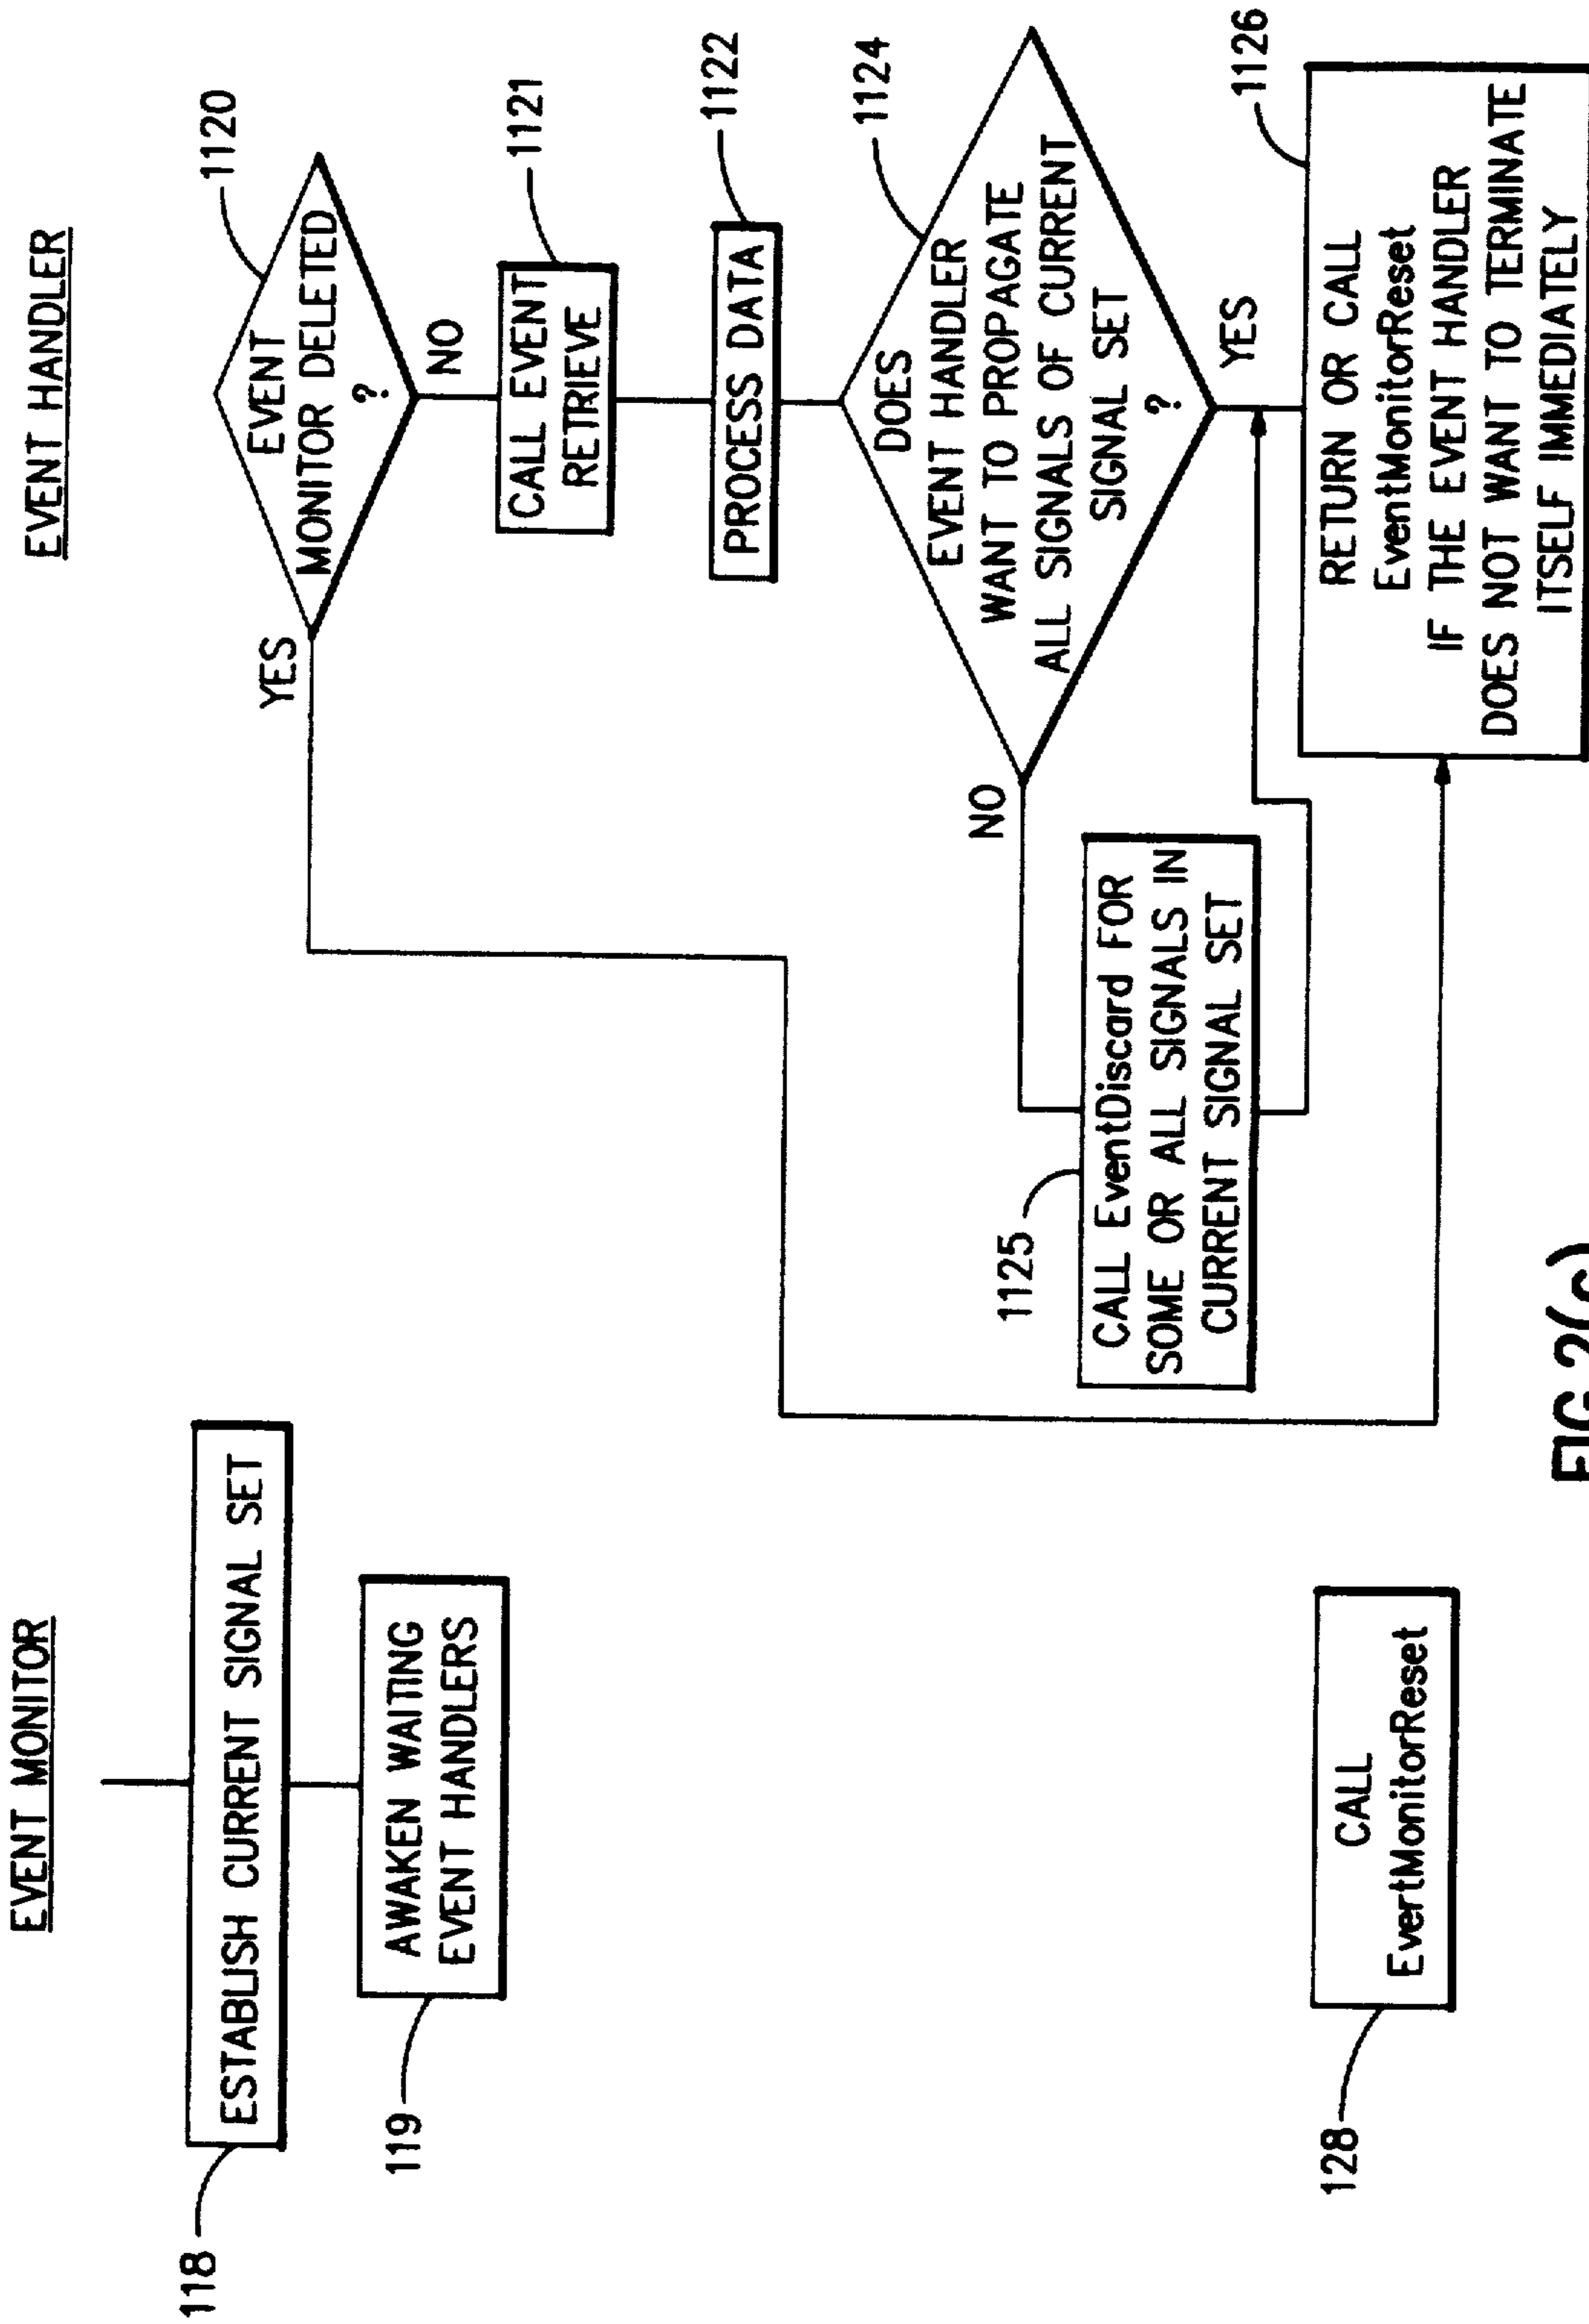 EVENT MONITOR
118
ESTABLISH CURRENT SIGNAL SET
119
AWAKEN WAITING
EVENT HANDLERS
128
CALL
EvertMonitorReset
EVENT HANDLER
1120
EVENT
MONITOR DELETED
?
YES
NO
1121
CALL EVENT
RETRIEVE
1122
PROCESS DATA
1124
DOES
EVENT HANDLER
WANT TO PROPAGATE
ALL SIGNALS OF CURRENT
SIGNAL SET
?
NO
YES
1125
CALL EventDiscard FOR
SOME OR ALL SIGNALS IN
CURRENT SIGNAL SET
1126
RETURN OR CALL
EventMonitorReset
IF THE EVENT HANDLER
DOES NOT WANT TO TERMINATE
ITSELF IMMEDIATELY